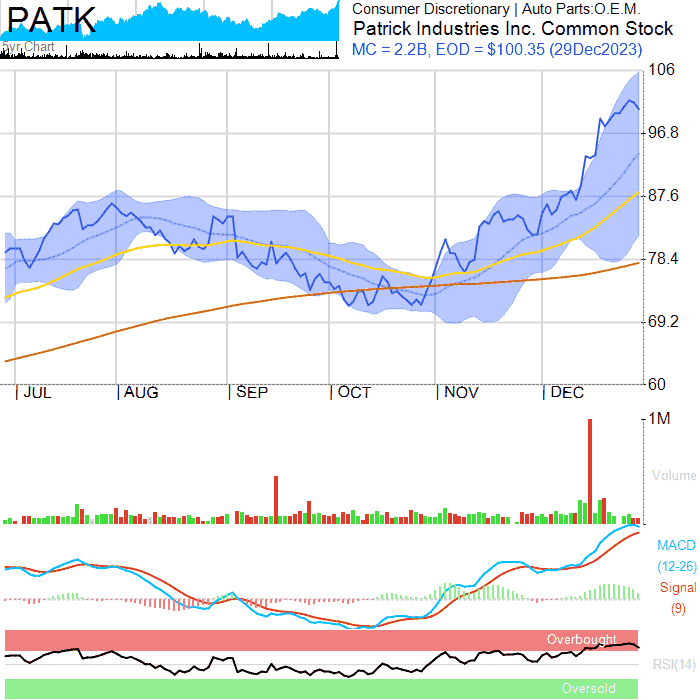 PATK
5yr Chart
Consumer Discretionary | Auto Parts:O.E.M.
Patrick Industries Inc. Common Stock
MC = 2.2B, EOD = $100.35 (29Dec2023)
106
96.8
87.6
78.4
69.2
60
JUL AUG SEP OCT NOV DEC
1M
Volume
MACD
(12-26)
Signal
(9)
Overbought
RSI(14)
Oversold